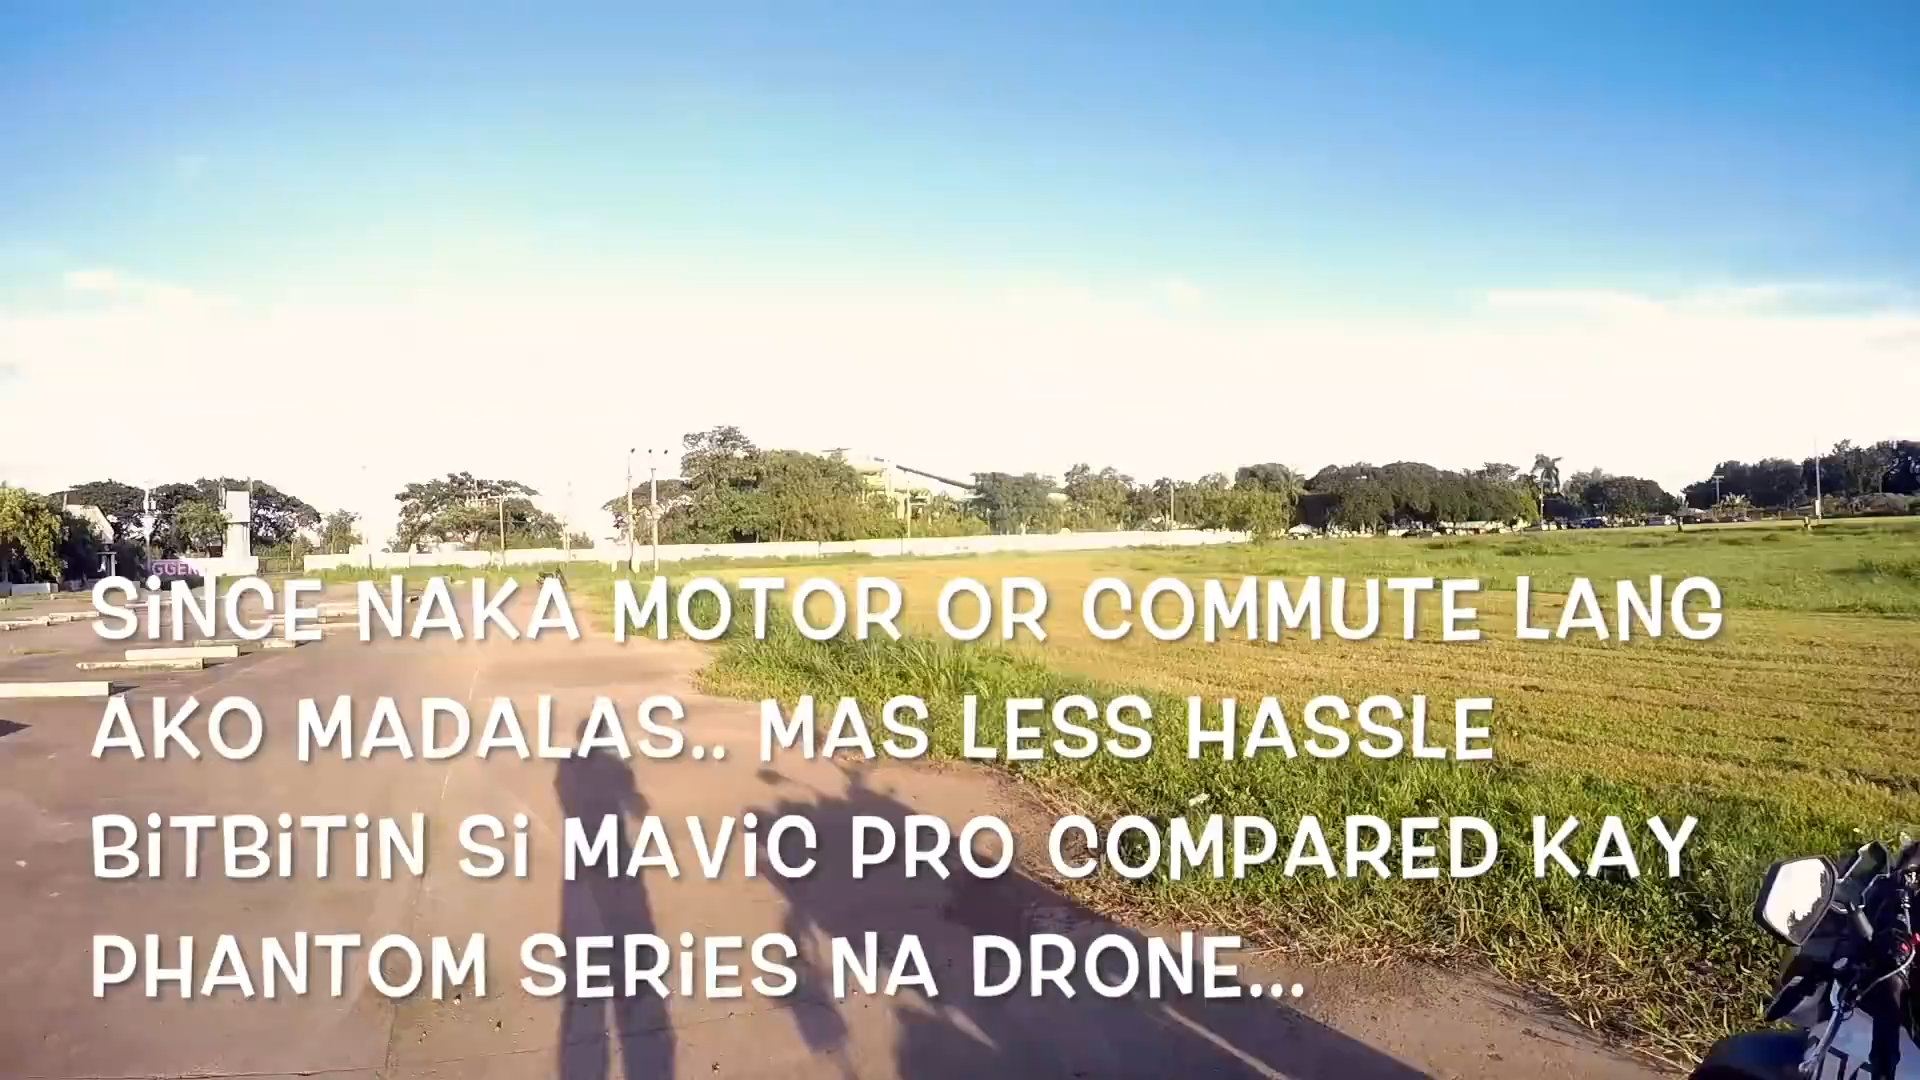 SiNCE NAKA MOTOR OR COMMUTE LANG
AKO MADALAS.. MAS LESS HASSLE
BiTBiTiN Si MAViC PRO COMPARED KAY
PHANTOM SERiES NA DRONE...